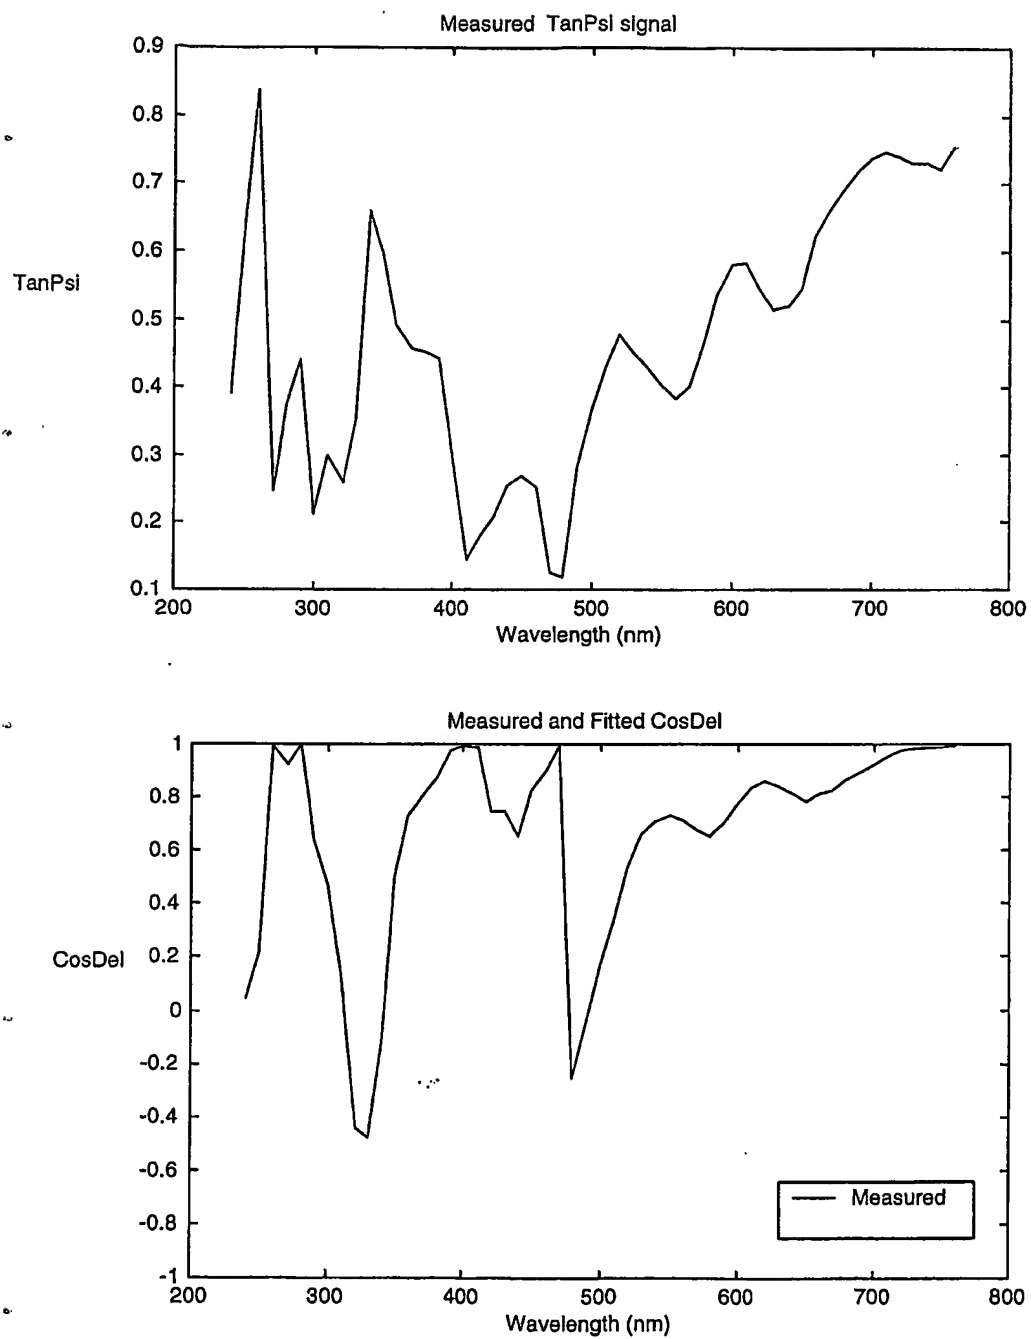 Measured TanPsi signal
0.9
0.8
0.7
0.6
TanPsi
0.5
0.4
0.3
0.2
0.1
200 300 400 500 600 700 800
Wavelength (nm)
Measured and Fitted CosDel
1
0.8
0.6
0.4
0.2
CosDel
0
-0.2
-0.4
-0.6
-0.8
-1
Measured
200 300 400 500 600 700 800
Wavelength (nm)